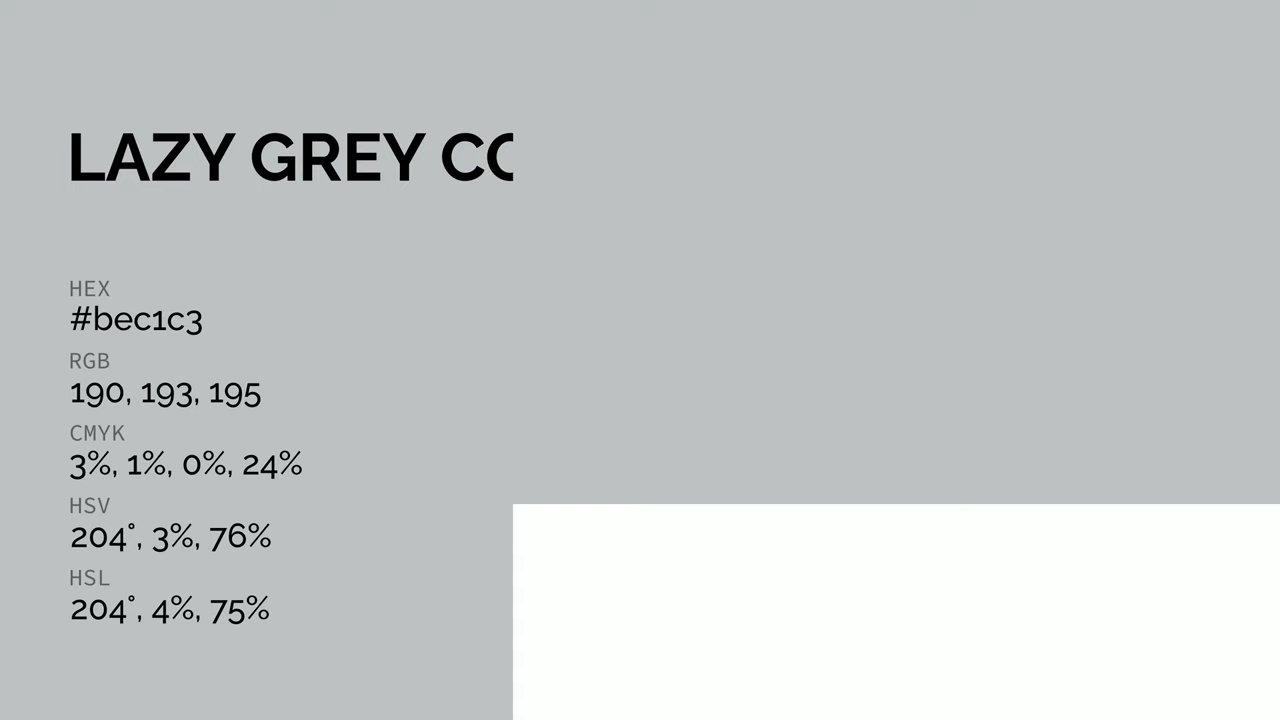 LAZY GREY
HEX
#bec1c3
RGB
190, 193, 195
CMYK
3%, 1%, 0%, 24%
HSV
204°, 3%, 76%
HSL
204°, 4%, 75%